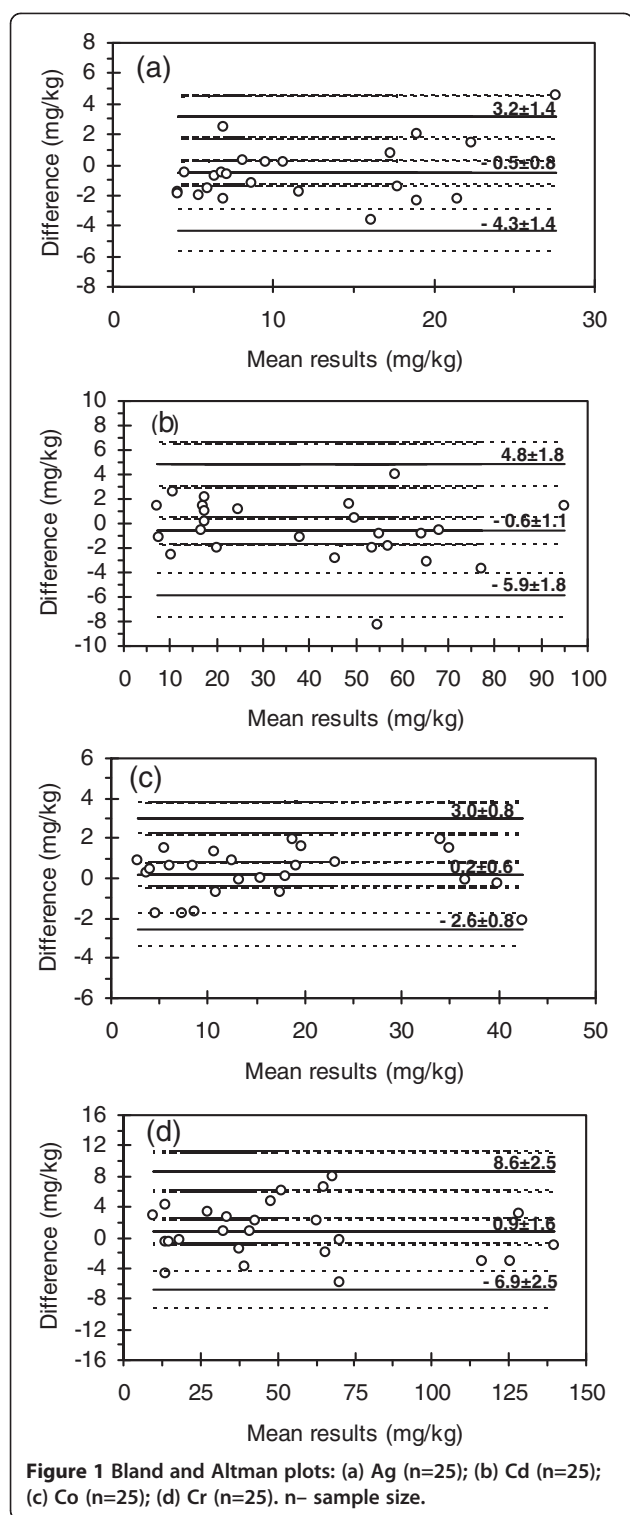 (a)
8
6
4
2
0
-2
-4
-6
-8
Difference (mg/kg)
3.2±1.4
- 0.5±0.8
- 4.3±1.4
0 10 20 30
Mean results (mg/kg)
(b)
10
8
6
4
2
0
-2
-4
-6
-8
-10
Difference (mg/kg)
4.8±1.8
- 0.6±1.1
- 5.9±1.8
0 10 20 30 40 50 60 70 80 90 100
Mean results (mg/kg)
(c)
6
4
2
0
-2
-4
-6
Difference (mg/kg)
3.0±0.8
0.2±0.6
- 2.6±0.8
0 10 20 30 40 50
Mean results (mg/kg)
(d)
16
12
8
4
0
-4
-8
-12
-16
Difference (mg/kg)
8.6±2.5
0.9±1.6
- 6.9±2.5
0 25 50 75 100 125 150
Mean results (mg/kg)
Figure 1 Bland and Altman plots: (a) Ag (n=25); (b) Cd (n=25);
(c) Co (n=25); (d) Cr (n=25). n– sample size.